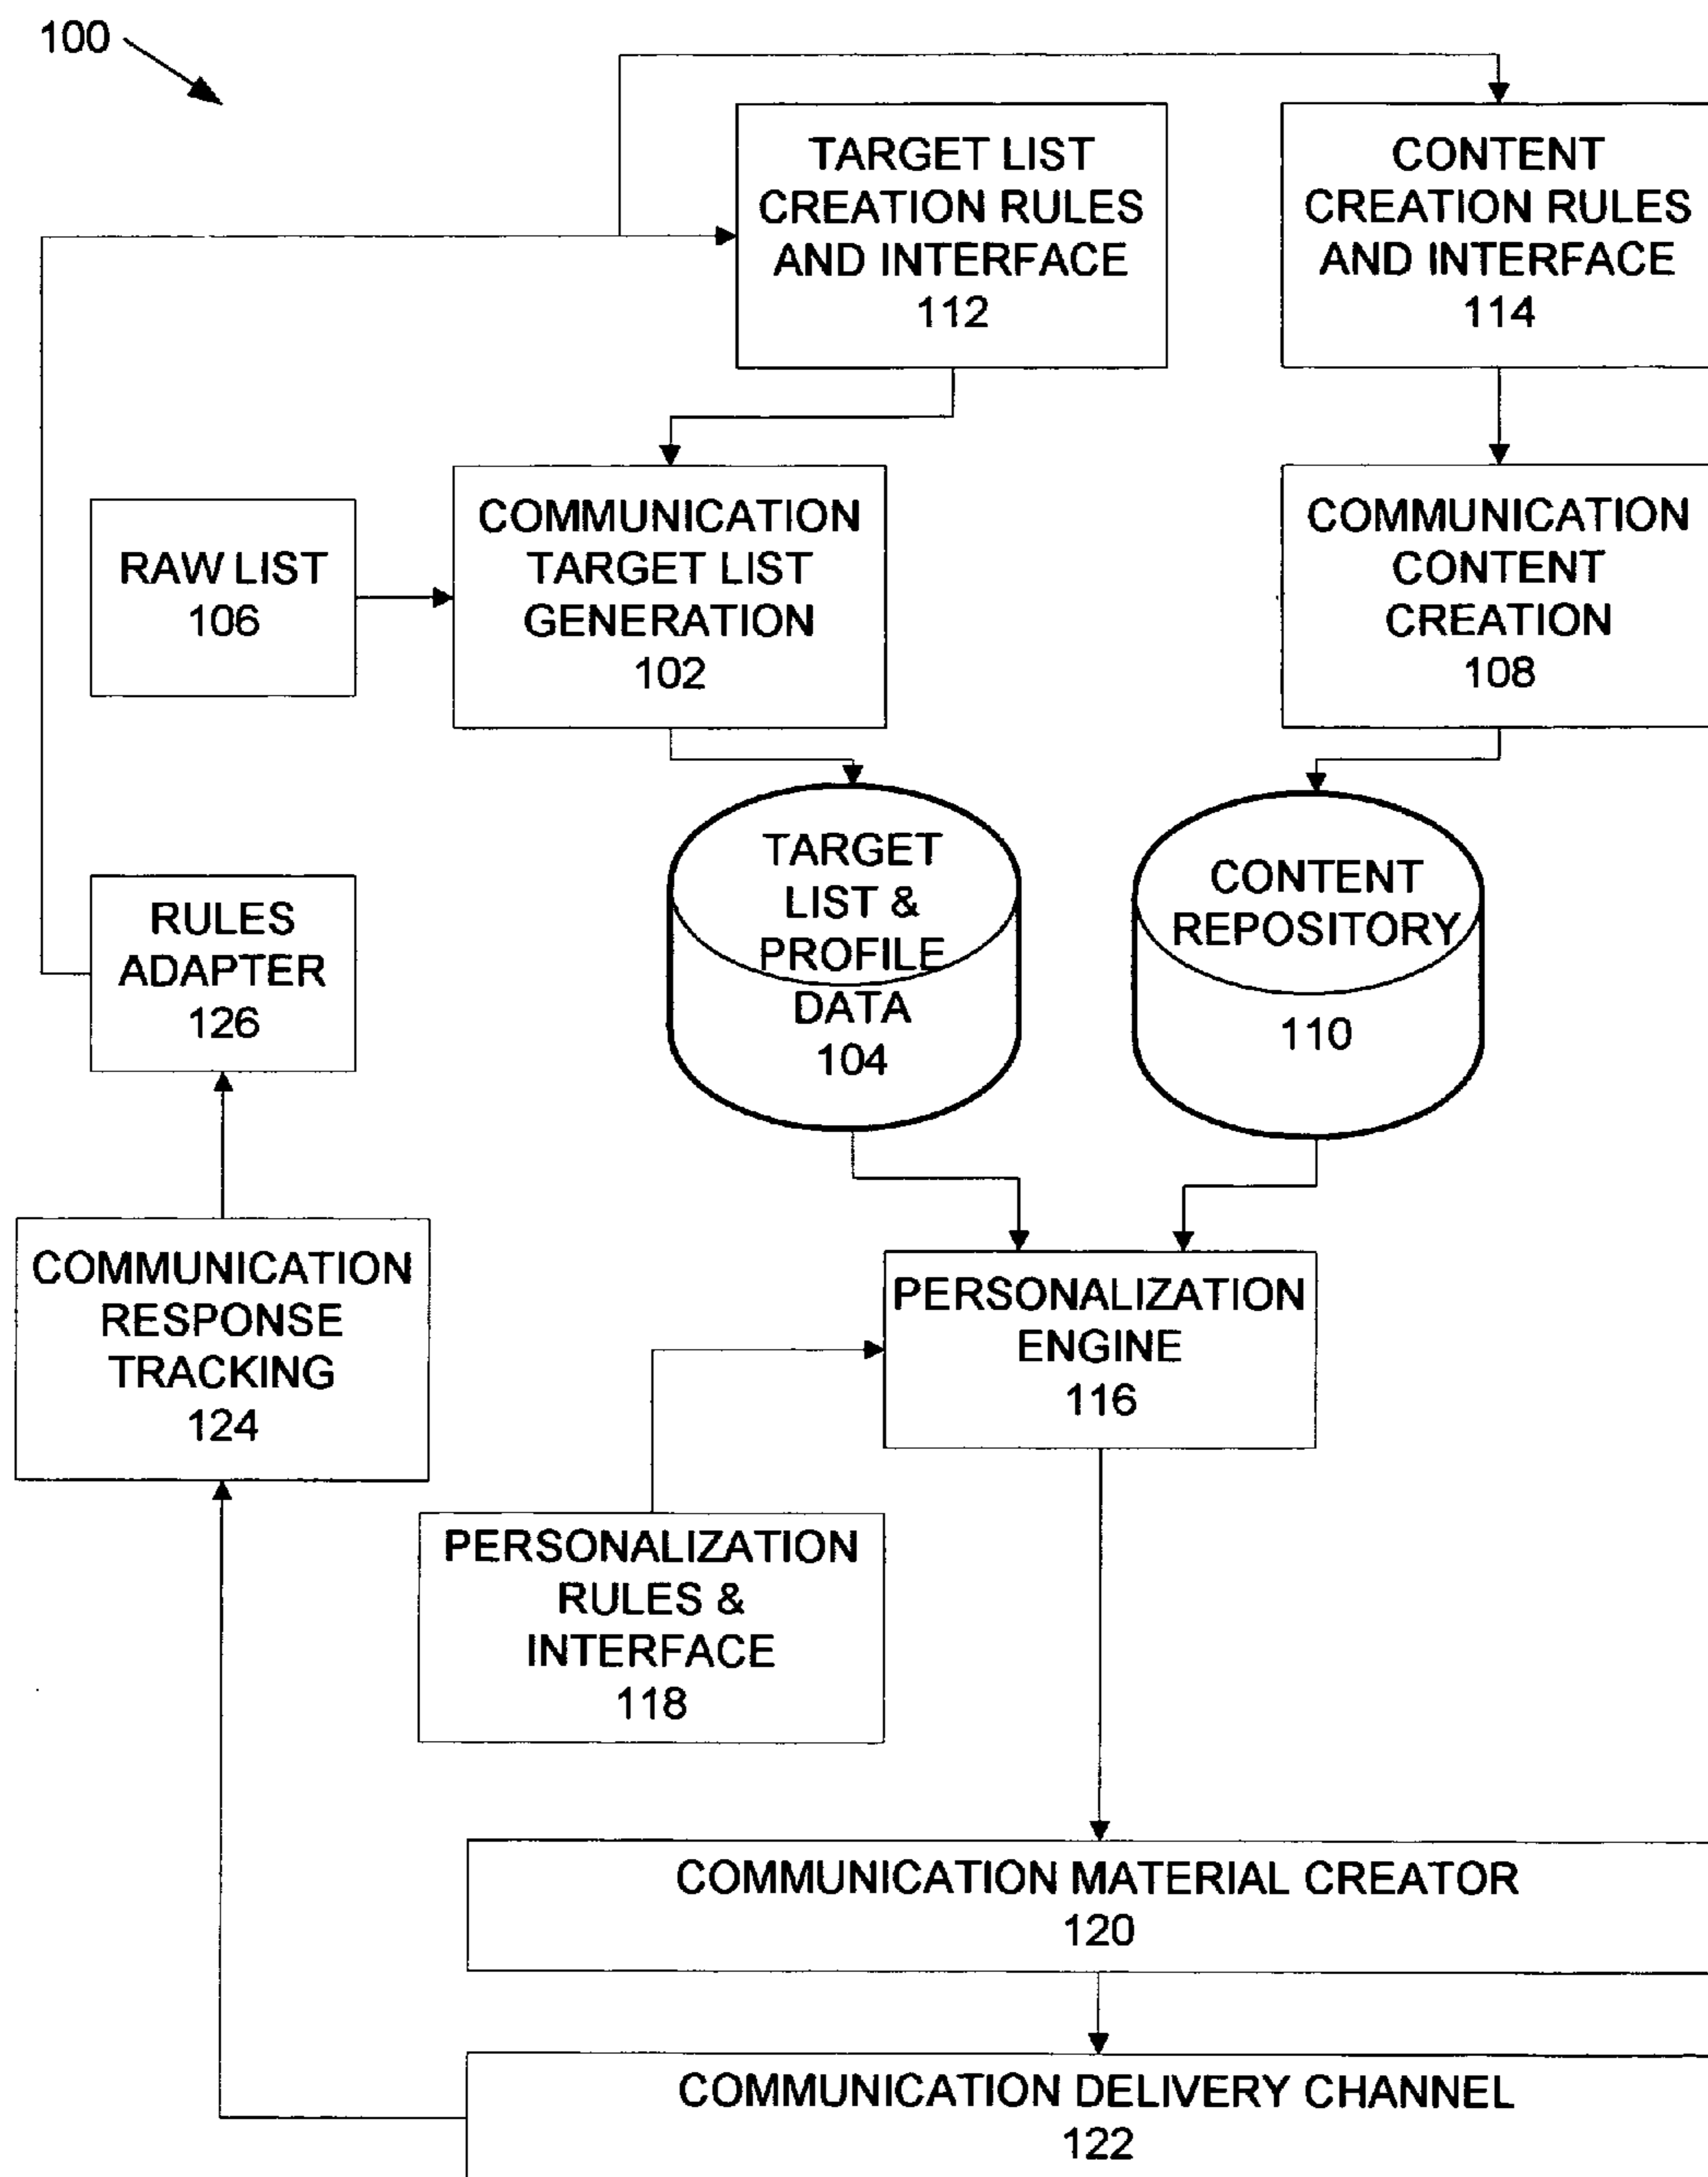 100
TARGET LIST
CREATION RULES
AND INTERFACE
112
CONTENT
CREATION RULES
AND INTERFACE
114
RAW LIST
106
COMMUNICATION
TARGET LIST
GENERATION
102
COMMUNICATION
CONTENT
CREATION
108
RULES
ADAPTER
126
TARGET
LIST &
PROFILE
DATA
104
CONTENT
REPOSITORY
110
COMMUNICATION
RESPONSE
TRACKING
124
PERSONALIZATION
ENGINE
116
PERSONALIZATION
RULES &
INTERFACE
118
COMMUNICATION MATERIAL CREATOR
120
COMMUNICATION DELIVERY CHANNEL
122